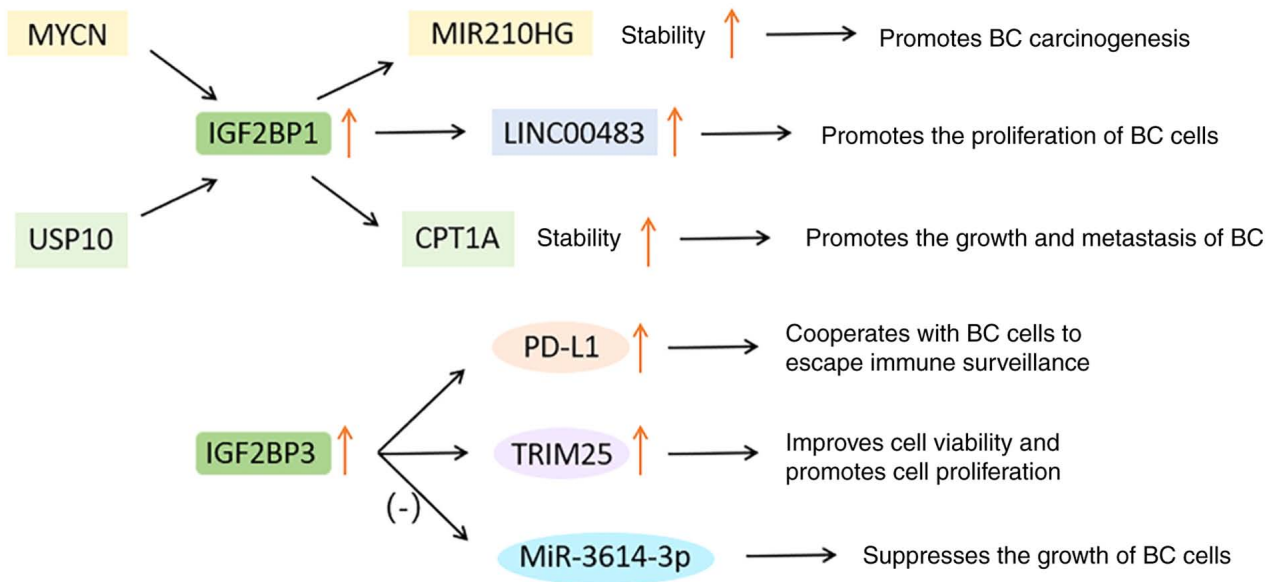 MYCN
MIR210HG Stability Promotes BC carcinogenesis
IGF2BP1 LINC00483 Promotes the proliferation of BC cells
USP10 CPT1A Stability Promotes the growth and metastasis of BC
PD-L1 Cooperates with BC cells to
escape immune surveillance
IGF2BP3 TRIM25 Improves cell viability and
promotes cell proliferation
(-)
MiR-3614-3p Suppresses the growth of BC cells